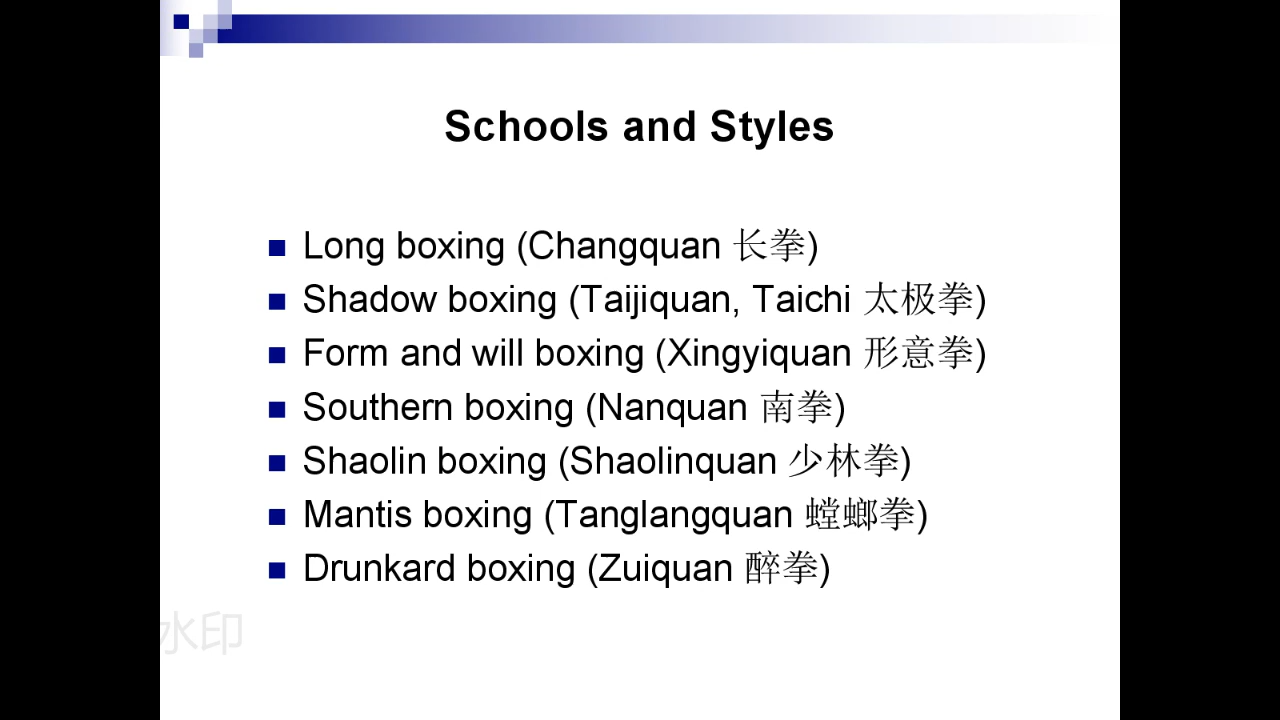 Schools and Styles
Long boxing (Changquan 长拳)
Shadow boxing (Taijiquan, Taichi 太极拳)
Form and will boxing (Xingyiquan 形意拳)
Southern boxing (Nanquan 南拳)
Shaolin boxing (Shaolinquan 少林拳)
Mantis boxing (Tanglangquan 螳螂拳)
Drunkard boxing (Zuiquan 醉拳)
水印